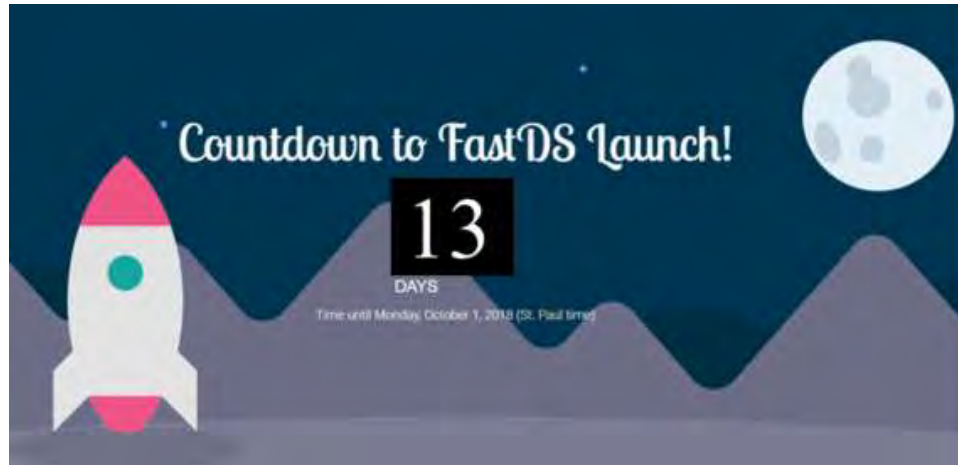 Countdown to FastDS Launch!
13
DAYS
Time until Monday, October 1, 2018 (St. Paul time)